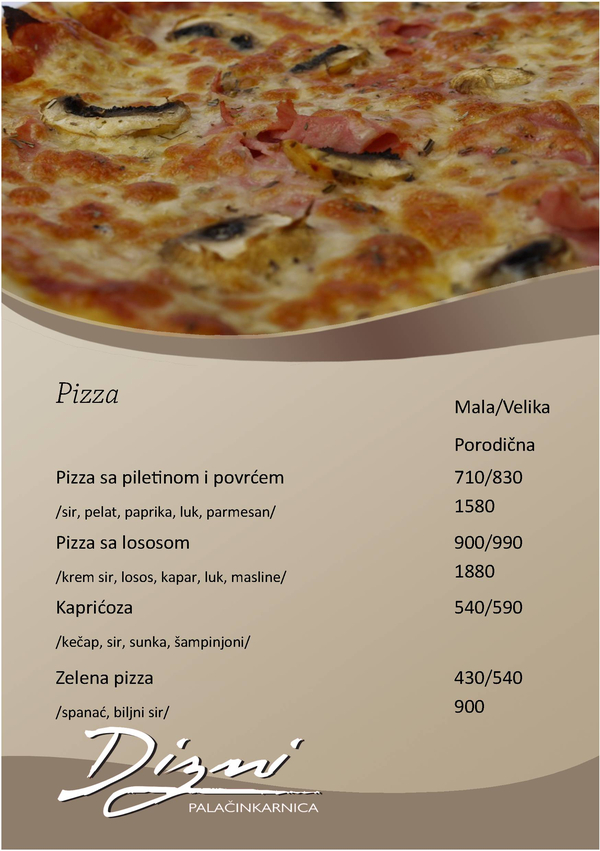 Pizza
Mala/Velika
Porodična
Pizza sa piletinom i povrćem 710/830
/sir, pelat, paprika, luk, parmesan/ 1580
Pizza sa lososom 900/990
/krem sir, losos, kapar, luk, masline/ 1880
Kaprićoza 540/590
/kečap, sir, sunka, šampinjoni/
Zelena pizza 430/540
/spanać, biljni sir/ 900
Dizni
PALAČINKARNICA